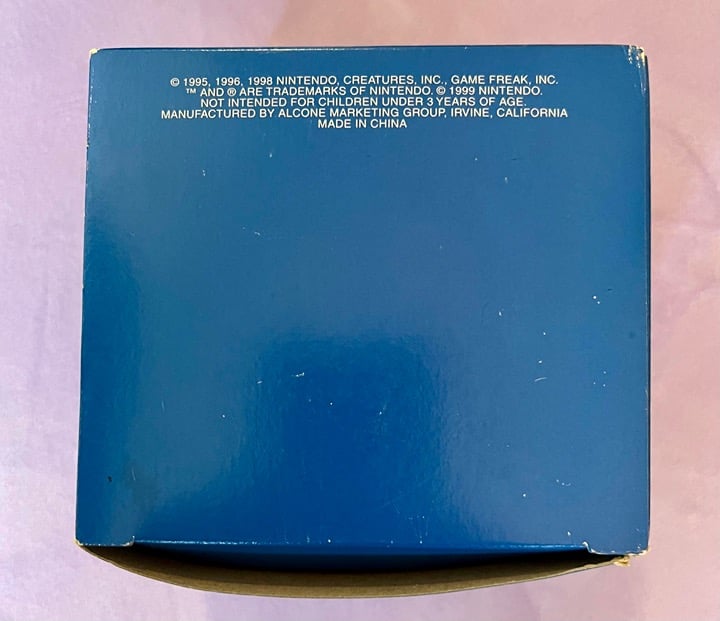 © 1995, 1996, 1998 NINTENDO, CREATURES, INC., GAME FREAK, INC.
™ AND ® ARE TRADEMARKS OF NINTENDO. © 1999 NINTENDO.
NOT INTENDED FOR CHILDREN UNDER 3 YEARS OF AGE.
MANUFACTURED BY ALCONE MARKETING GROUP, IRVINE, CALIFORNIA
MADE IN CHINA